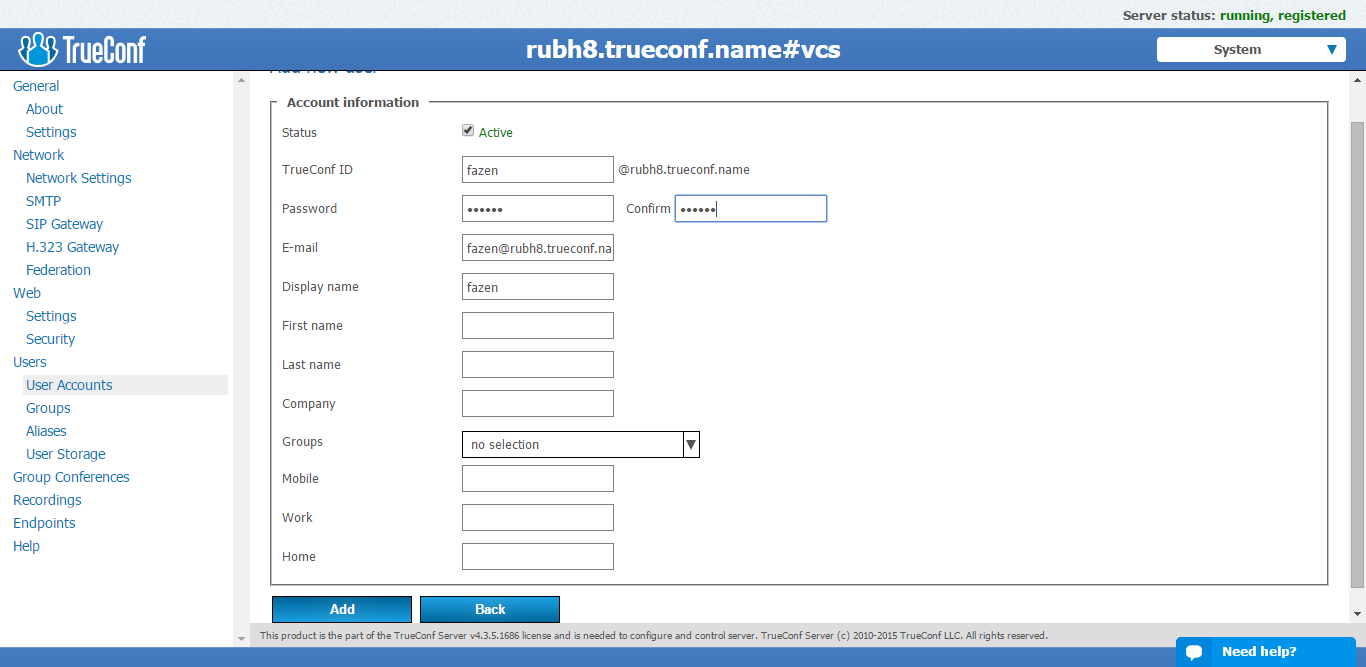 Server status: running, registered
TrueConf
rubh8.trueconf.name#vcs
System
General
About
Settings
Network
Network Settings
SMTP
SIP Gateway
H.323 Gateway
Federation
Web
Settings
Security
Users
User Accounts
Groups
Aliases
User Storage
Group Conferences
Recordings
Endpoints
Help
Add new user
Account information
Status Active
TrueConf ID fazen @rubh8.trueconf.name
Password •••••• Confirm ••••••
E-mail fazen@rubh8.trueconf.na
Display name fazen
First name
Last name
Company
Groups no selection
Mobile
Work
Home
Add Back
This product is the part of the TrueConf Server v4.3.5.1686 license and is needed to configure and control server. TrueConf Server (c) 2010-2015 TrueConf LLC. All rights reserved.
Need help?